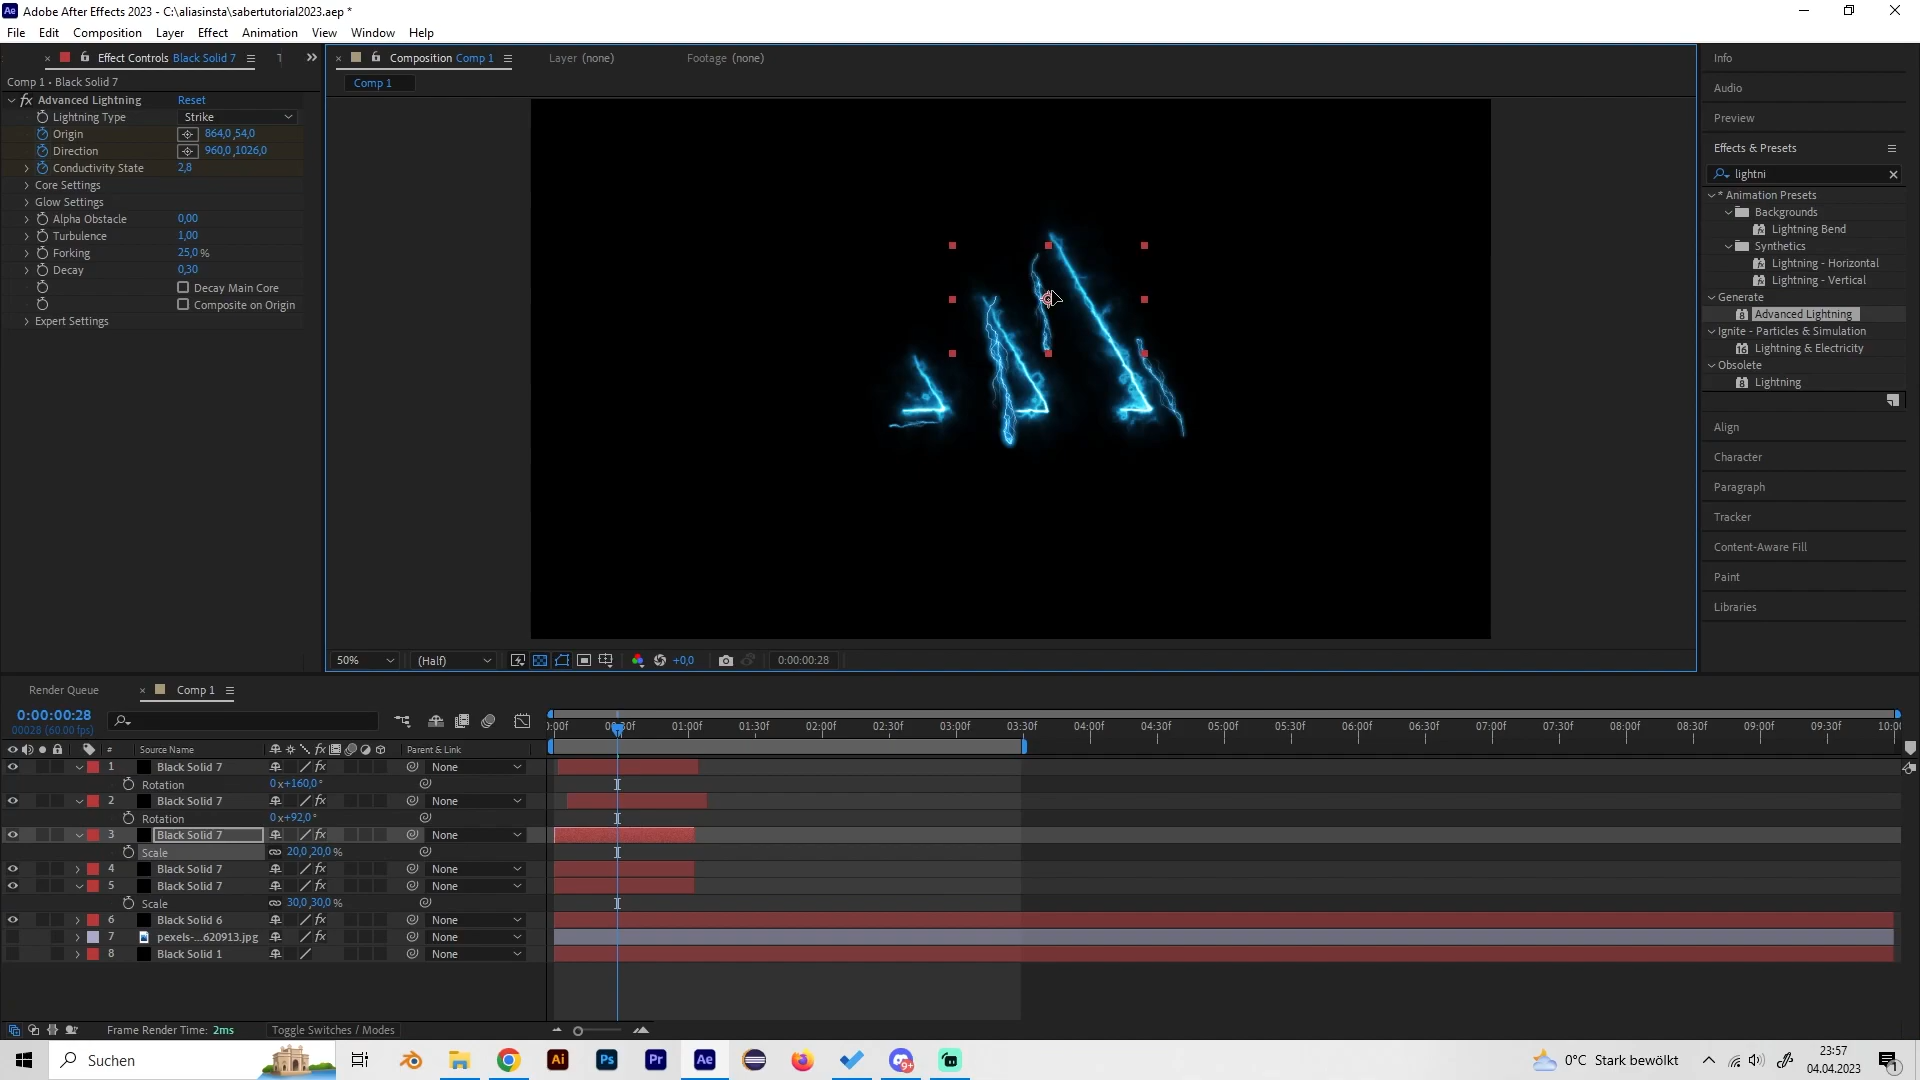 Adobe After Effects 2023 - C:\aliasinsta\sabertutorial2023.aep *
File Edit Composition Layer Effect Animation View Window Help
Effect Controls Black Solid 7
Composition Comp 1
Layer (none)
Footage (none)
Comp 1 • Black Solid 7
Comp 1
fx Advanced Lightning Reset
Lightning Type Strike
Origin 864,0,54,0
Direction 960,0,1026,0
Conductivity State 2,8
Core Settings
Glow Settings
Alpha Obstacle 0,00
Turbulence 1,00
Forking 25,0 %
Decay 0,30
Decay Main Core
Composite on Origin
Expert Settings
Info
Audio
Preview
Effects & Presets
lightni
* Animation Presets
Backgrounds
Lightning Bend
Synthetics
Lightning - Horizontal
Lightning - Vertical
Generate
Advanced Lightning
Ignite - Particles & Simulation
Lightning & Electricity
Obsolete
Lightning
Align
Character
Paragraph
Tracker
Content-Aware Fill
Paint
Libraries
50% (Half) +0,0 0:00:00:28
Render Queue
Comp 1
0:00:00:28
00028 (60.00 fps)
:00f 01:00f 01:30f 02:00f 02:30f 03:00f 03:30f 04:00f 04:30f 05:00f 05:30f 06:00f 06:30f 07:00f 07:30f 08:00f 08:30f 09:00f 09:30f
# Source Name Parent & Link
1 Black Solid 7 fx None
Rotation 0x+160,0°
2 Black Solid 7 fx None
Rotation 0x+92,0°
3 Black Solid 7 fx None
Scale 20,0,20,0 %
4 Black Solid 7 fx None
5 Black Solid 7 fx None
Scale 30,0,30,0 %
6 Black Solid 6 fx None
7 pexels-...620913.jpg fx None
8 Black Solid 1 None
Frame Render Time: 2ms
Toggle Switches / Modes
Suchen
Ai Ps Pr Ae
0°C Stark bewölkt
23:57
04.04.2023